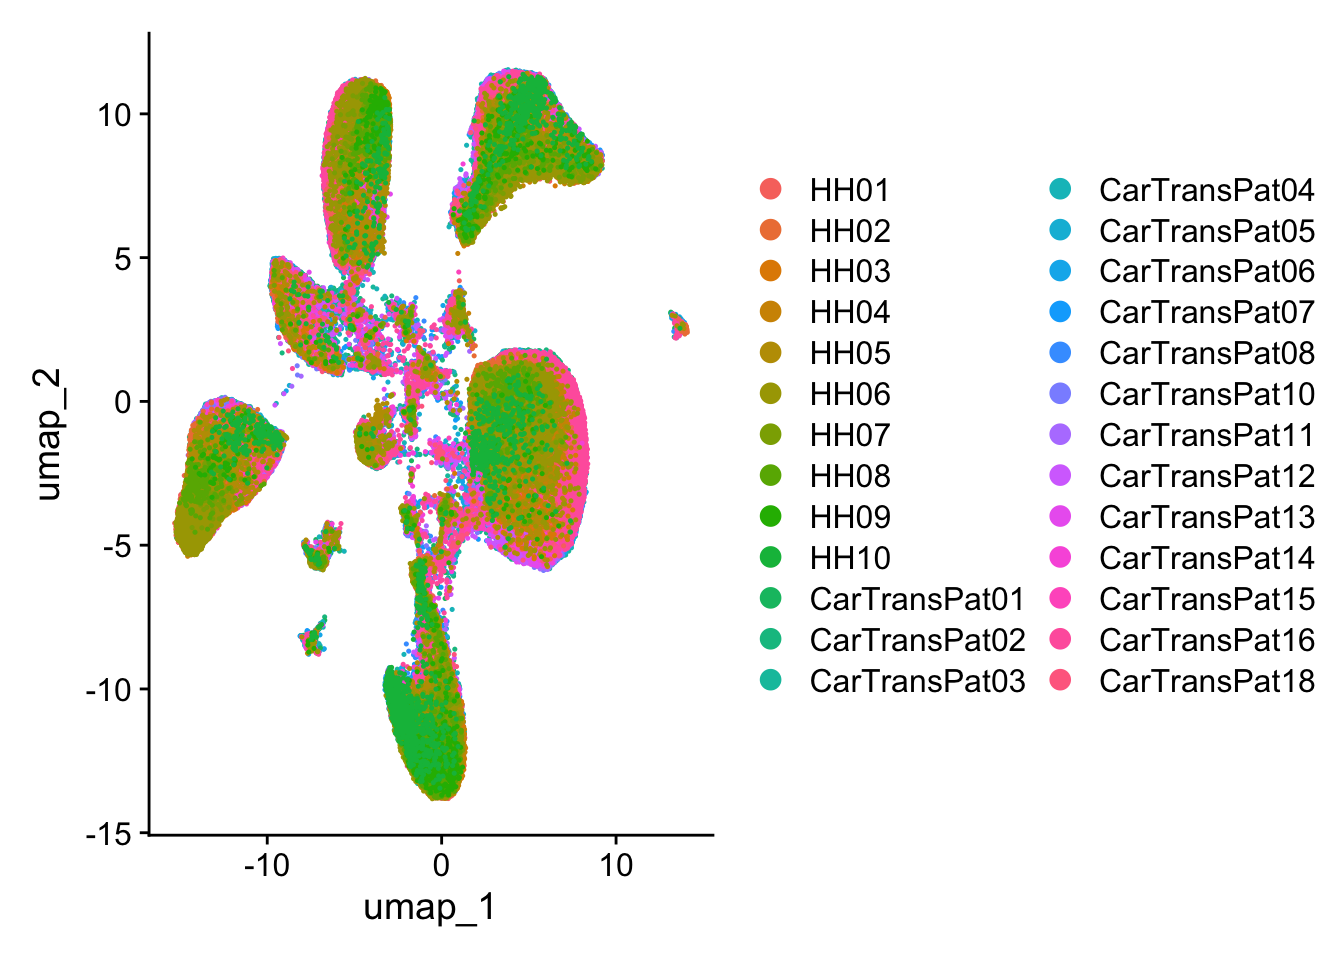 10
5
0
-5
-10
-15
umap_2
-10 0 10
umap_1
HH01
HH02
HH03
HH04
HH05
HH06
HH07
HH08
HH09
HH10
CarTransPat01
CarTransPat02
CarTransPat03
CarTransPat04
CarTransPat05
CarTransPat06
CarTransPat07
CarTransPat08
CarTransPat10
CarTransPat11
CarTransPat12
CarTransPat13
CarTransPat14
CarTransPat15
CarTransPat16
CarTransPat18